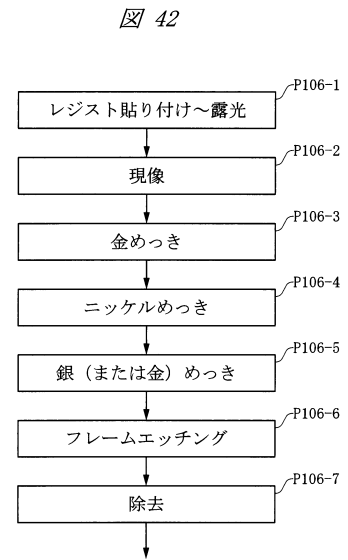 図 42
P106-1
レジスト貼り付け～露光
P106-2
現像
P106-3
金めっき
P106-4
ニッケルめっき
P106-5
銀（または金）めっき
P106-6
フレームエッチング
P106-7
除去